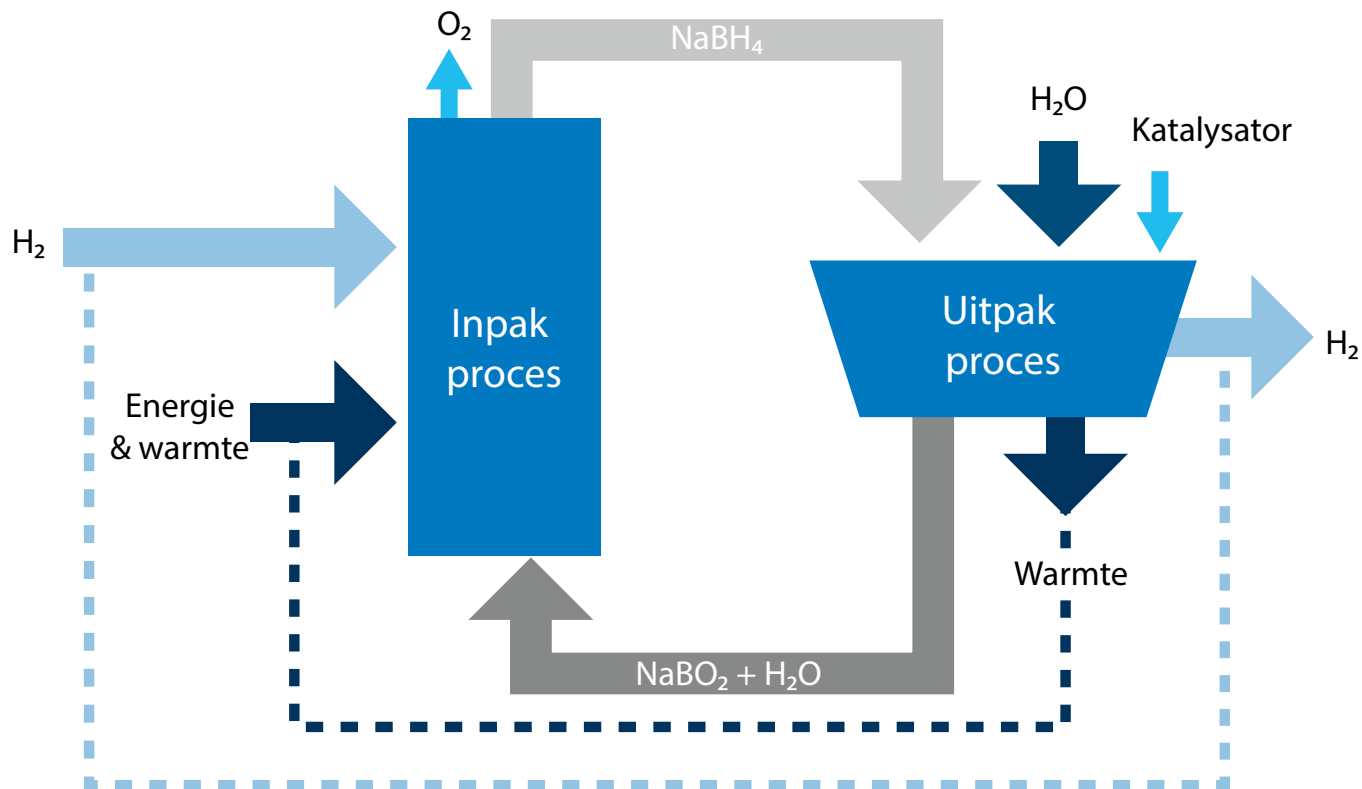 O₂
NaBH₄
H₂O
Katalysator
H₂
Inpak
proces
Uitpak
proces
H₂
Energie
& warmte
Warmte
NaBO₂ + H₂O